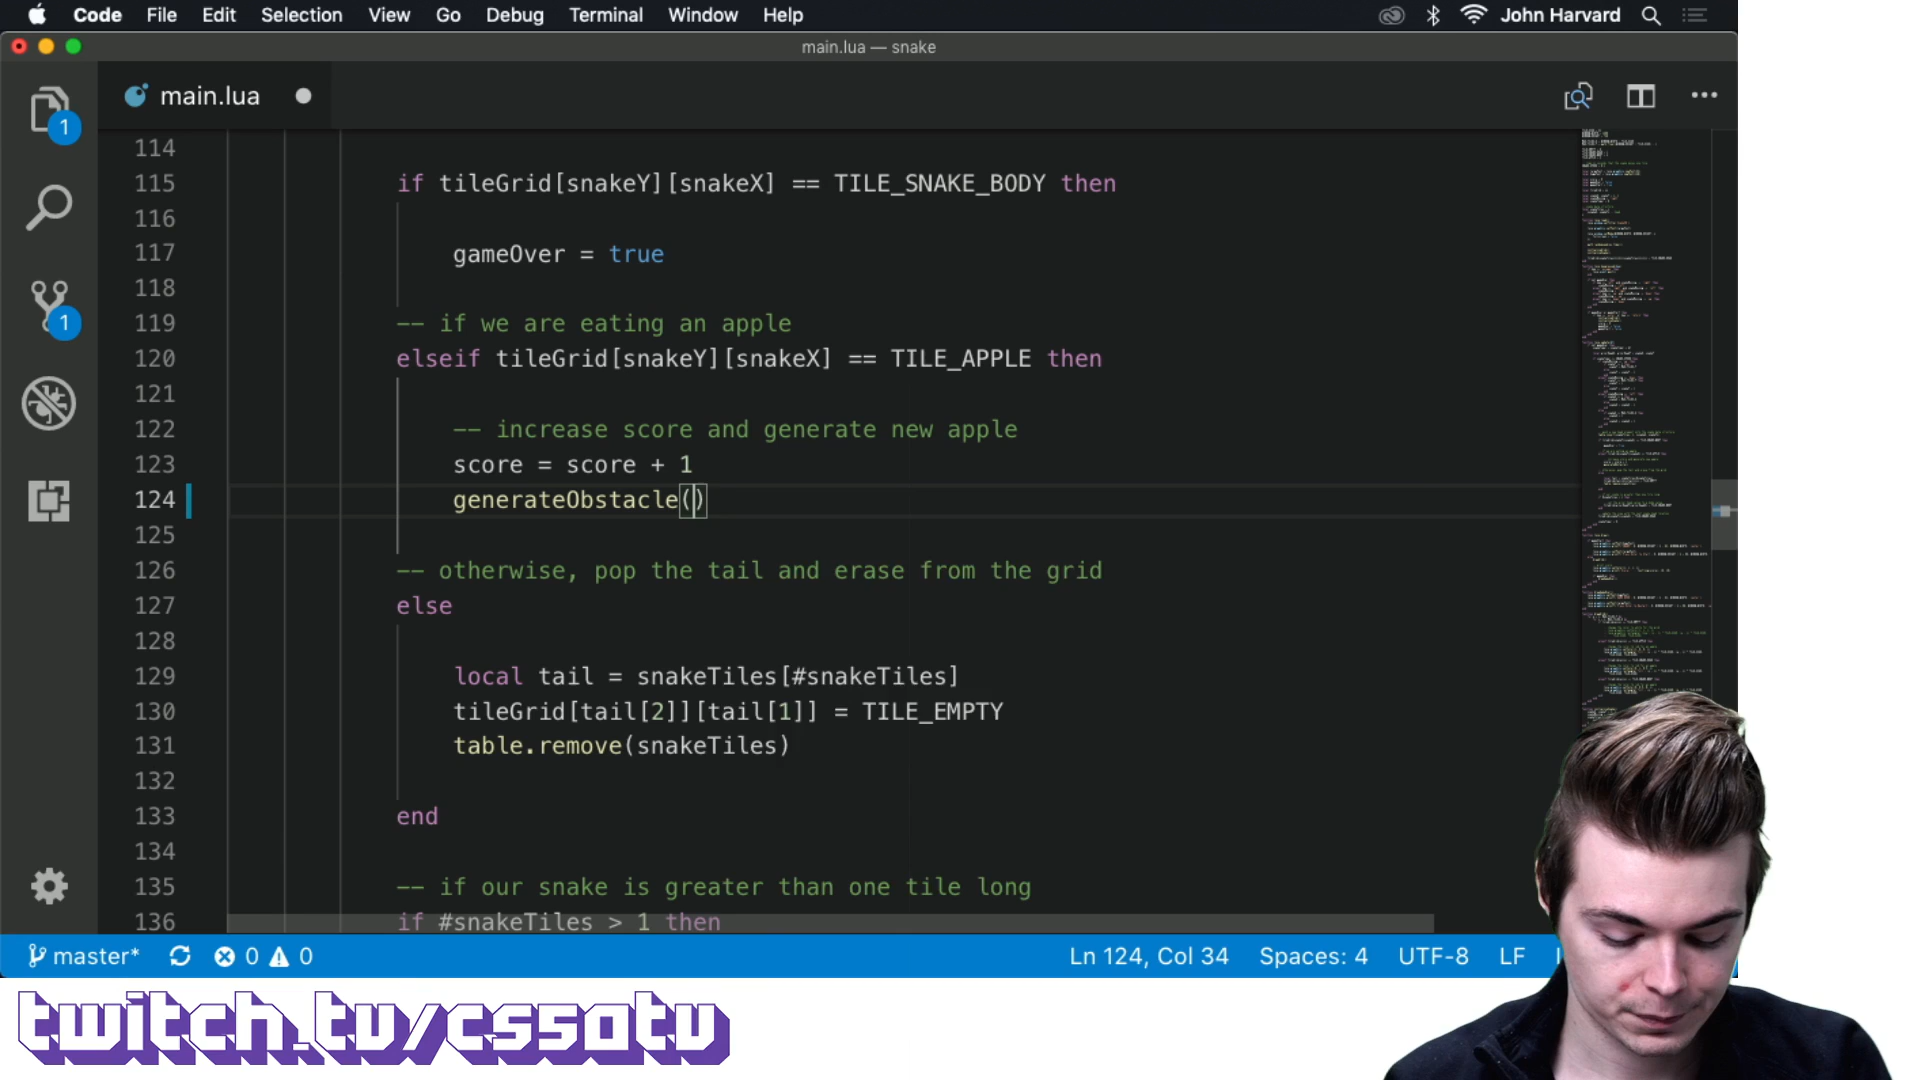 Code File Edit Selection View Go Debug Terminal Window Help John Harvard
main.lua — snake
main.lua
1
1
114
115 if tileGrid[snakeY][snakeX] == TILE_SNAKE_BODY then
116
117 gameOver = true
118
119 -- if we are eating an apple
120 elseif tileGrid[snakeY][snakeX] == TILE_APPLE then
121
122 -- increase score and generate new apple
123 score = score + 1
124 generateObstacle()
125
126 -- otherwise, pop the tail and erase from the grid
127 else
128
129 local tail = snakeTiles[#snakeTiles]
130 tileGrid[tail[2]][tail[1]] = TILE_EMPTY
131 table.remove(snakeTiles)
132
133 end
134
135 -- if our snake is greater than one tile long
136 if #snakeTiles > 1 then
master* 0 0 Ln 124, Col 34 Spaces: 4 UTF-8 LF
twitch.tv/cs50tv